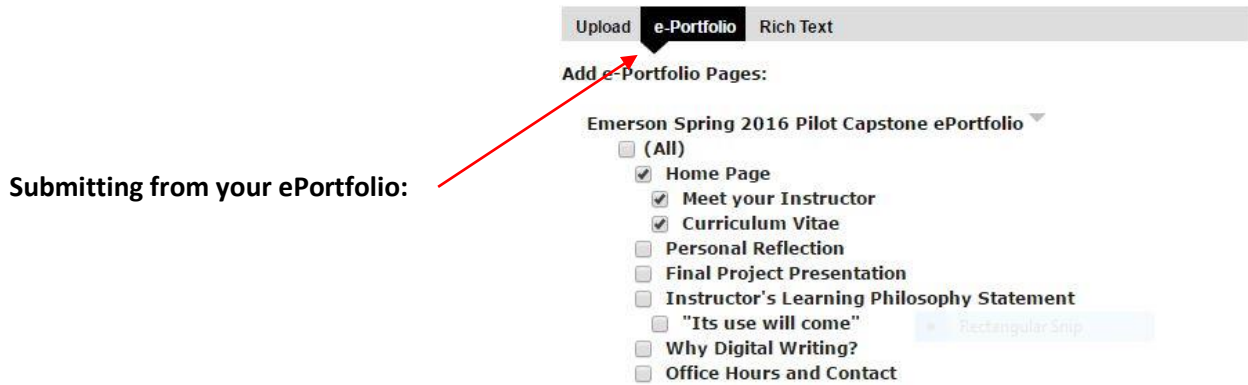 Upload e-Portfolio Rich Text
Add e-Portfolio Pages:
Emerson Spring 2016 Pilot Capstone ePortfolio
(All)
Home Page
Submitting from your ePortfolio:
Meet your Instructor
Curriculum Vitae
Personal Reflection
Final Project Presentation
Instructor's Learning Philosophy Statement
"Its use will come"
Rectangular Snip
Why Digital Writing?
Office Hours and Contact